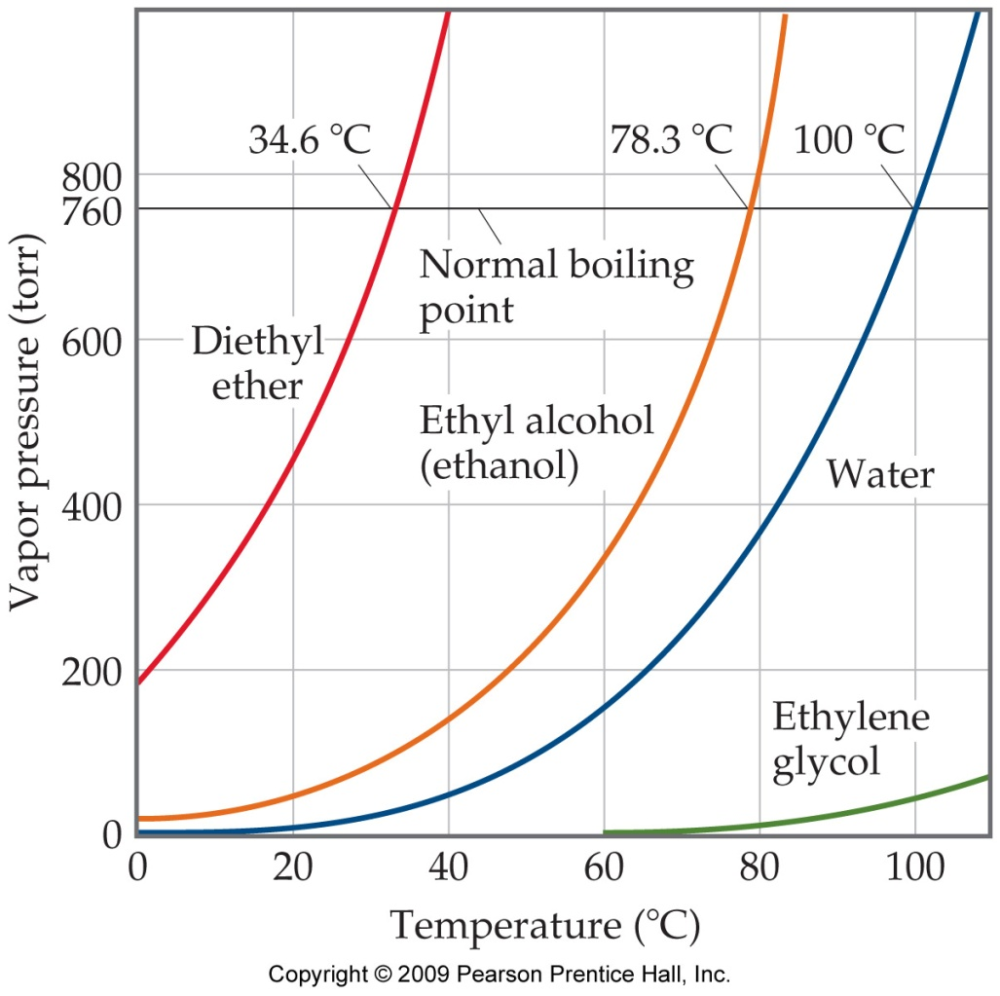 34.6 °C
78.3 °C
100 °C
800
760
Normal boiling
point
Diethyl
ether
600
Ethyl alcohol
(ethanol)
Water
400
200
Ethylene
glycol
0
Vapor pressure (torr)
0 20 40 60 80 100
Temperature (°C)
Copyright © 2009 Pearson Prentice Hall, Inc.